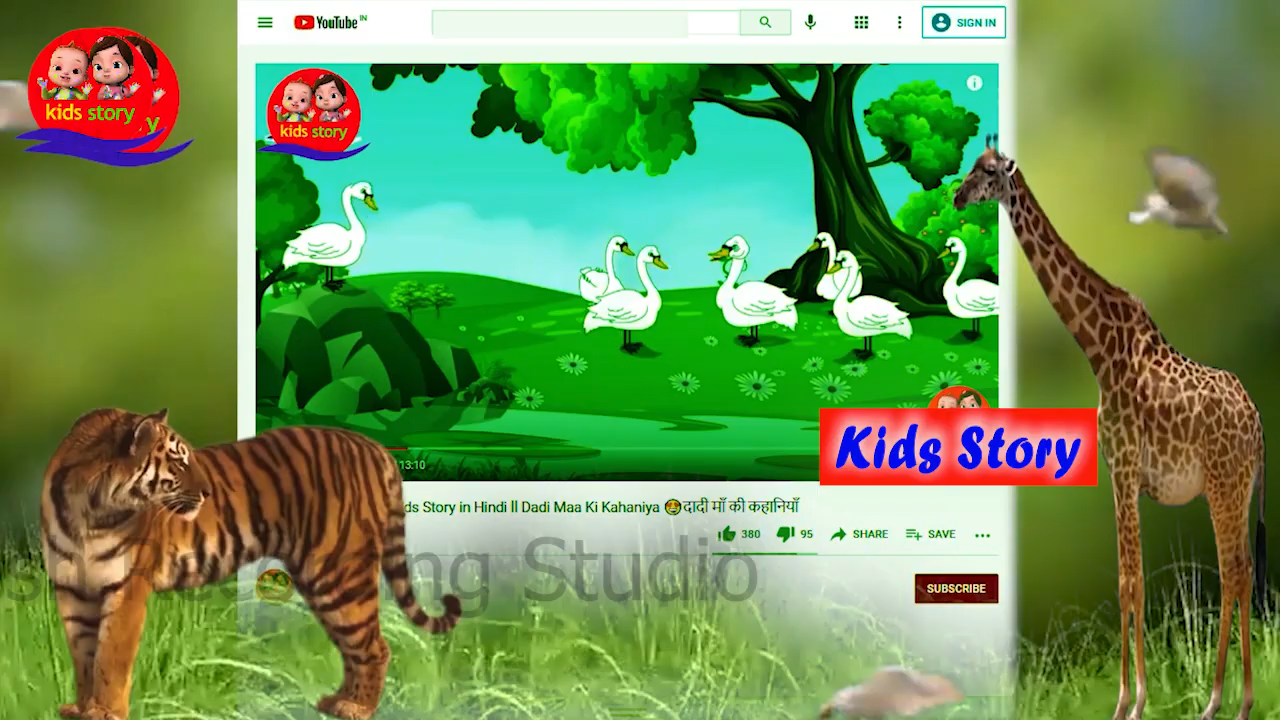 YouTube IN
SIGN IN
kids story
y
kids story
Kids Story
13:10
ds Story in Hindi ll Dadi Maa Ki Kahaniya 🤩दादी माँ की कहानियाँ
380 95 SHARE SAVE
Studio
SUBSCRIBE